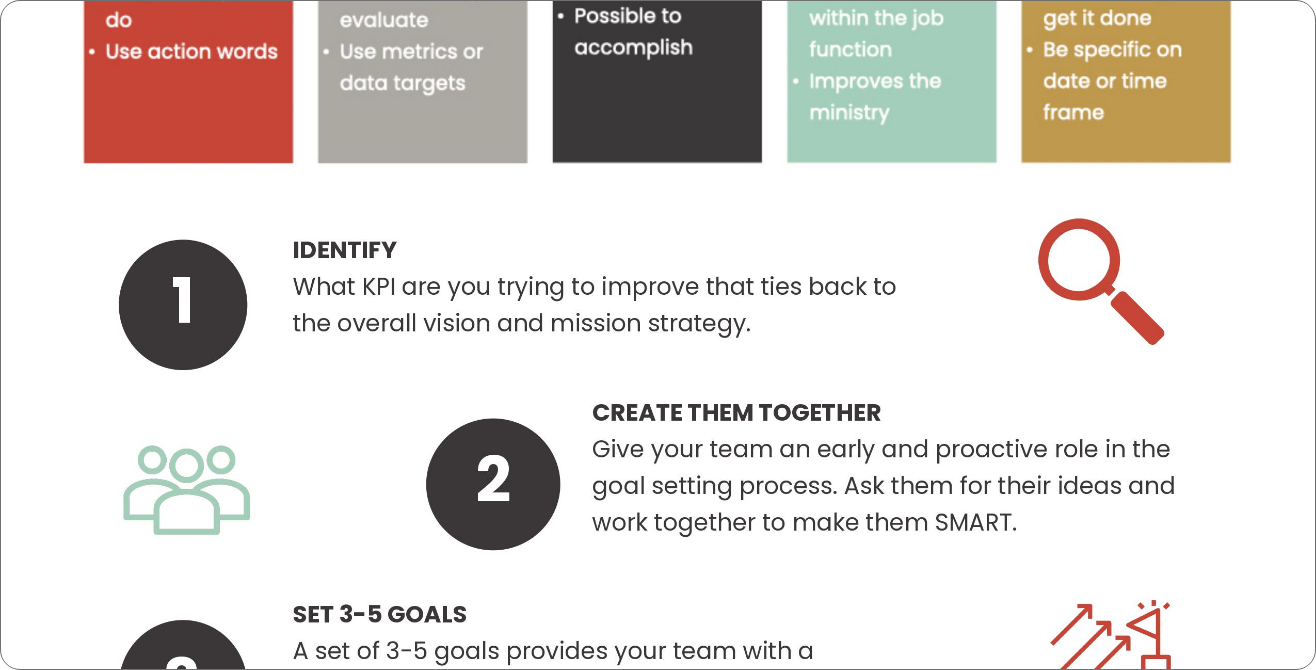 do
• Use action words
evaluate
• Use metrics or
data targets
• Possible to
accomplish
within the job
function
• Improves the
ministry
get it done
• Be specific on
date or time
frame
1
IDENTIFY
What KPI are you trying to improve that ties back to
the overall vision and mission strategy.
2
CREATE THEM TOGETHER
Give your team an early and proactive role in the
goal setting process. Ask them for their ideas and
work together to make them SMART.
SET 3-5 GOALS
A set of 3-5 goals provides your team with a